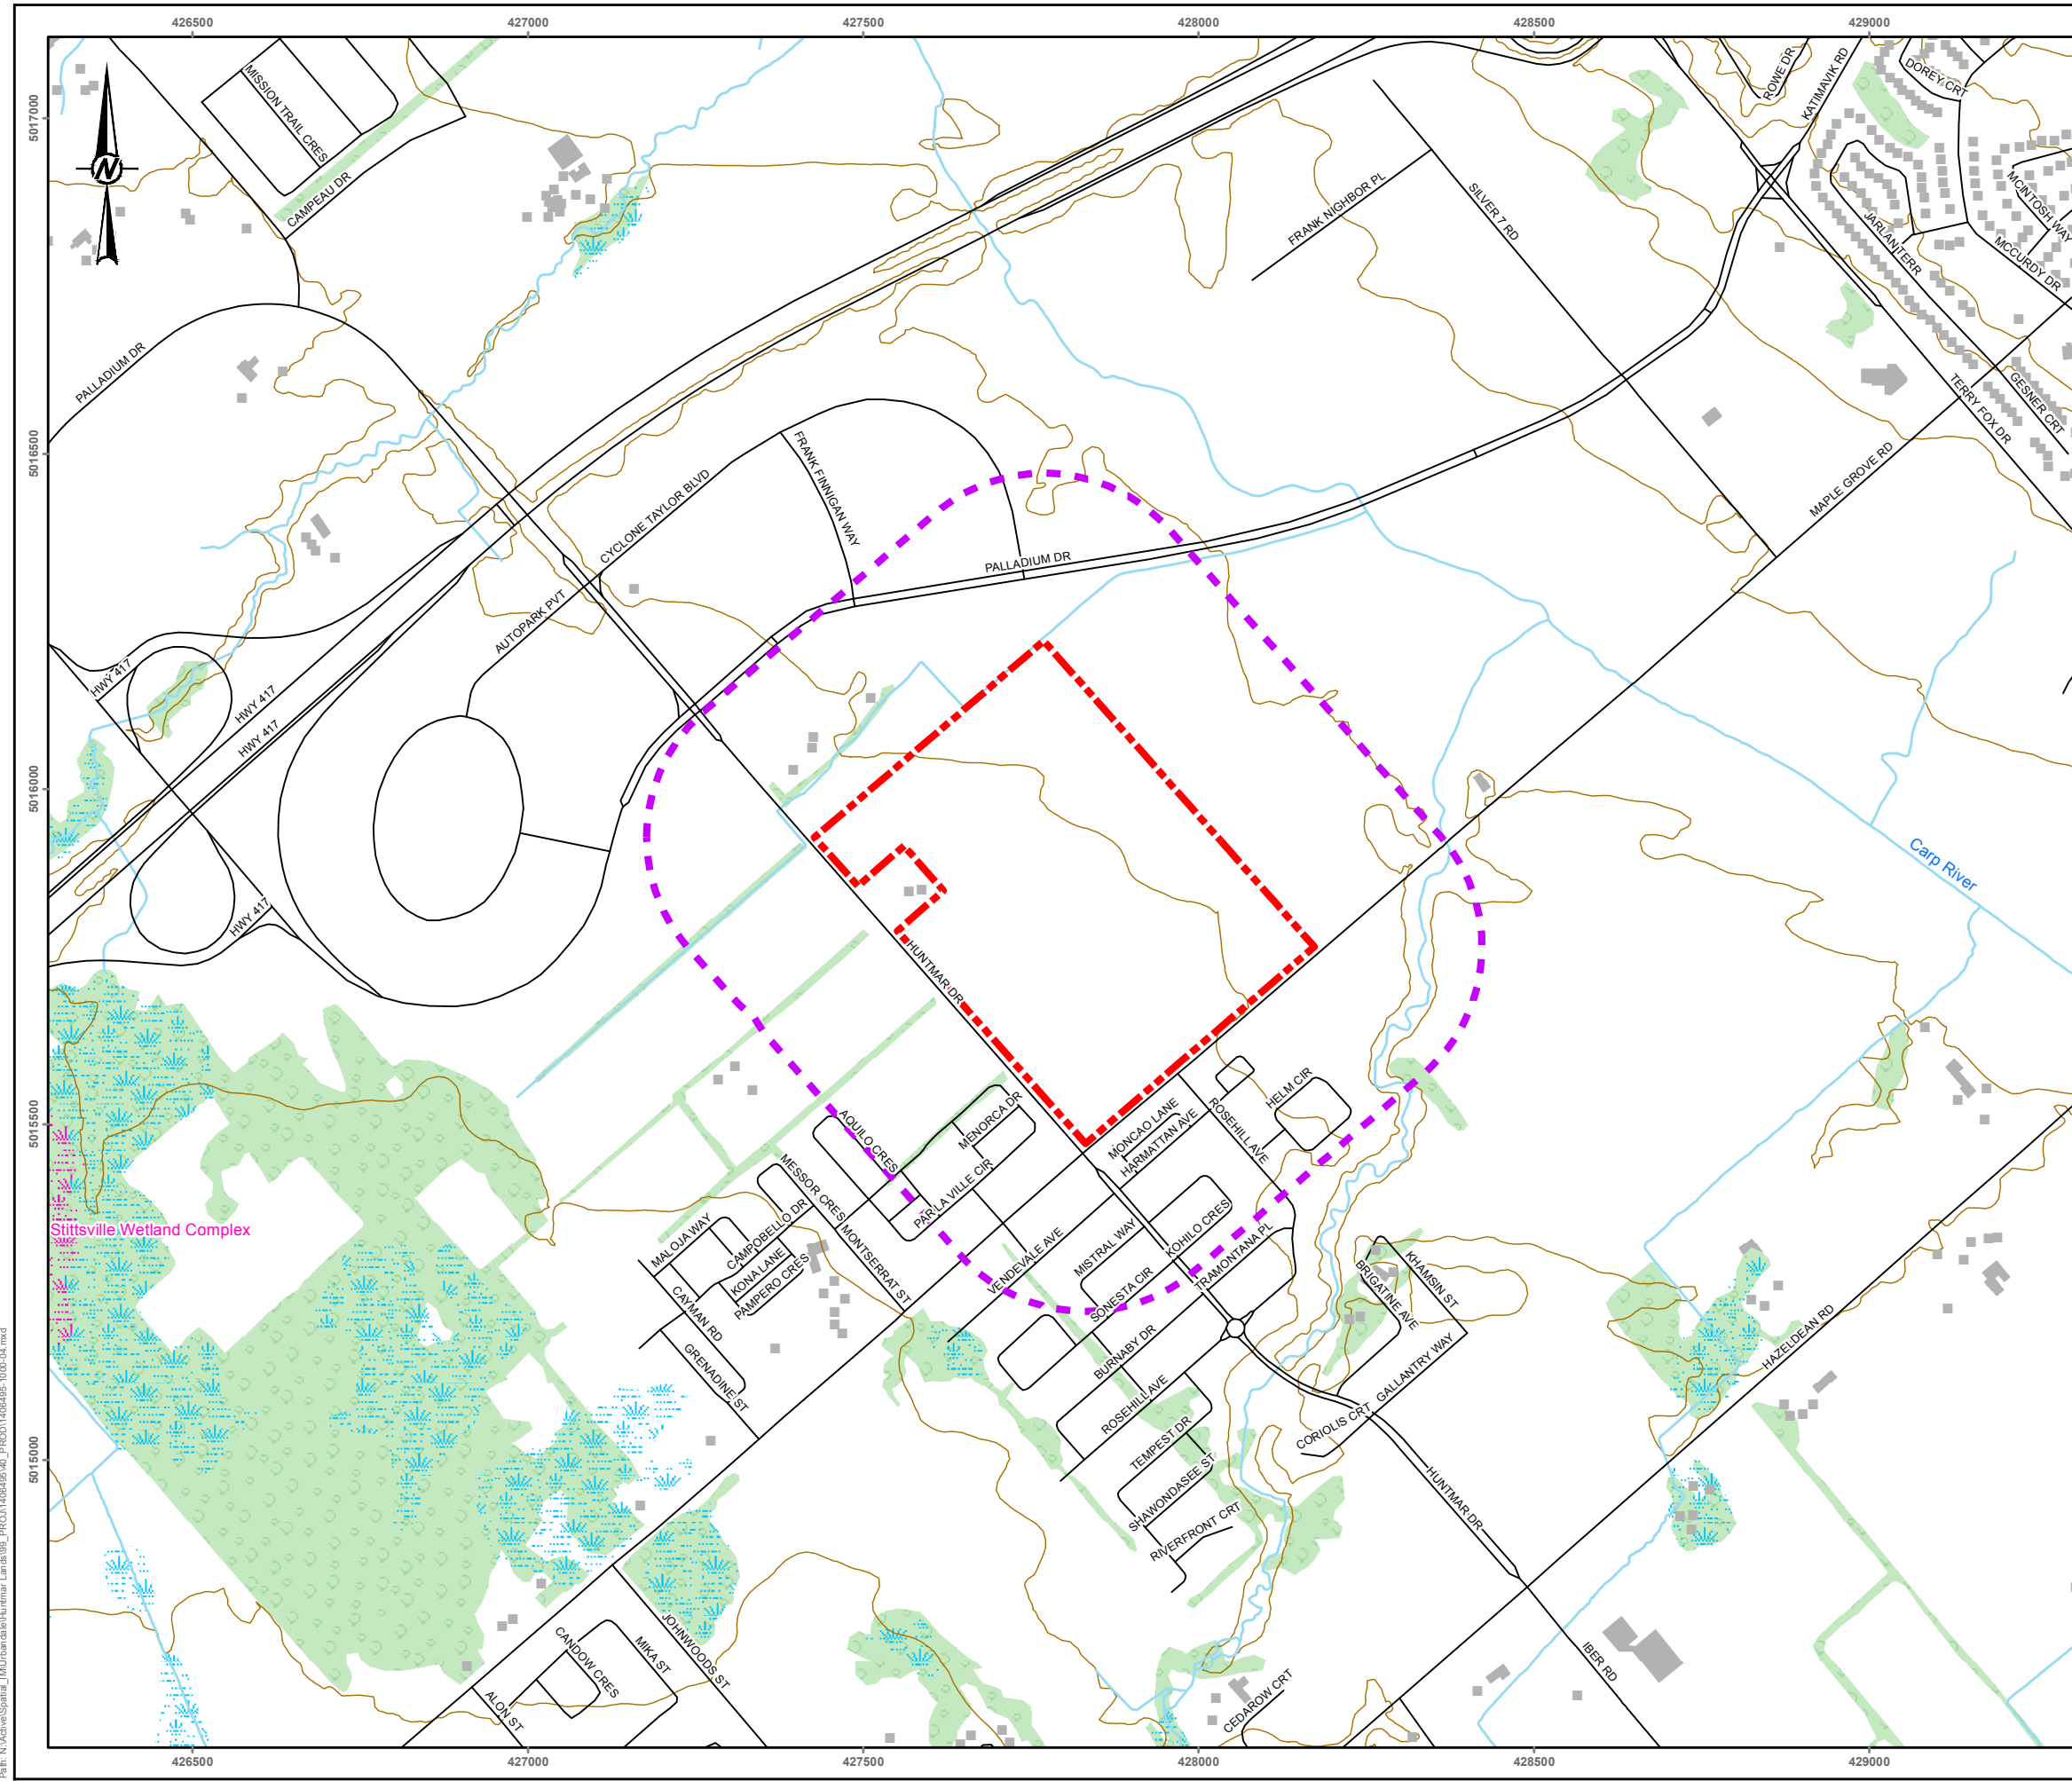 426500
427000
427500
428000
428500
429000
5017000
5016500
5016000
5015500
5015000
N
MISSION TRAIL CRES
CAMPEAU DR
PALLADIUM DR
ROWE DR
KATIMAVIK RD
DOREY CRT
MCINTOSH WAY
JARLAN TERR
MCCURDY DR
FRANK NIGHBOR PL
SILVER 7 RD
TERRY FOX DR
GESNER CRT
MAPLE GROVE RD
FRANK FINNIGAN WAY
CYCLONE TAYLOR BLVD
PALLADIUM DR
AUTOPARK PVT
HWY 417
HWY 417
HWY 417
HWY 417
Carp River
HUNTMAR DR
HELM CIR
MONCAO LANE
HARMATTAN AVE
ROSEHILL AVE
AQUILO CRES
MENORCA DR
MESSOR CRES
PARLA VILLE CIR
MALOJA WAY
CAMPOBELLO DR
MONTSERRAT ST
KONA LANE
PAMPERO CRES
CAYMAN RD
GRENADINE ST
VENDEVALE AVE
MISTRAL WAY
KOHILO CRES
TRAMONTANA PL
SONESTA CIR
BURNABY DR
ROSEHILL AVE
TEMPEST DR
SHAWONDASEE ST
RIVERFRONT CRT
BRIGATINE AVE
KHAMSIN ST
GALLANTRY WAY
CORIOLIS CRT
HUNTMAR DR
HAZELDEAN RD
IBER RD
CEDAROW CRT
Stittsville Wetland Complex
JOHNWOODS ST
MIKA ST
CANDOW CRES
ALON ST
426500
427000
427500
428000
428500
429000